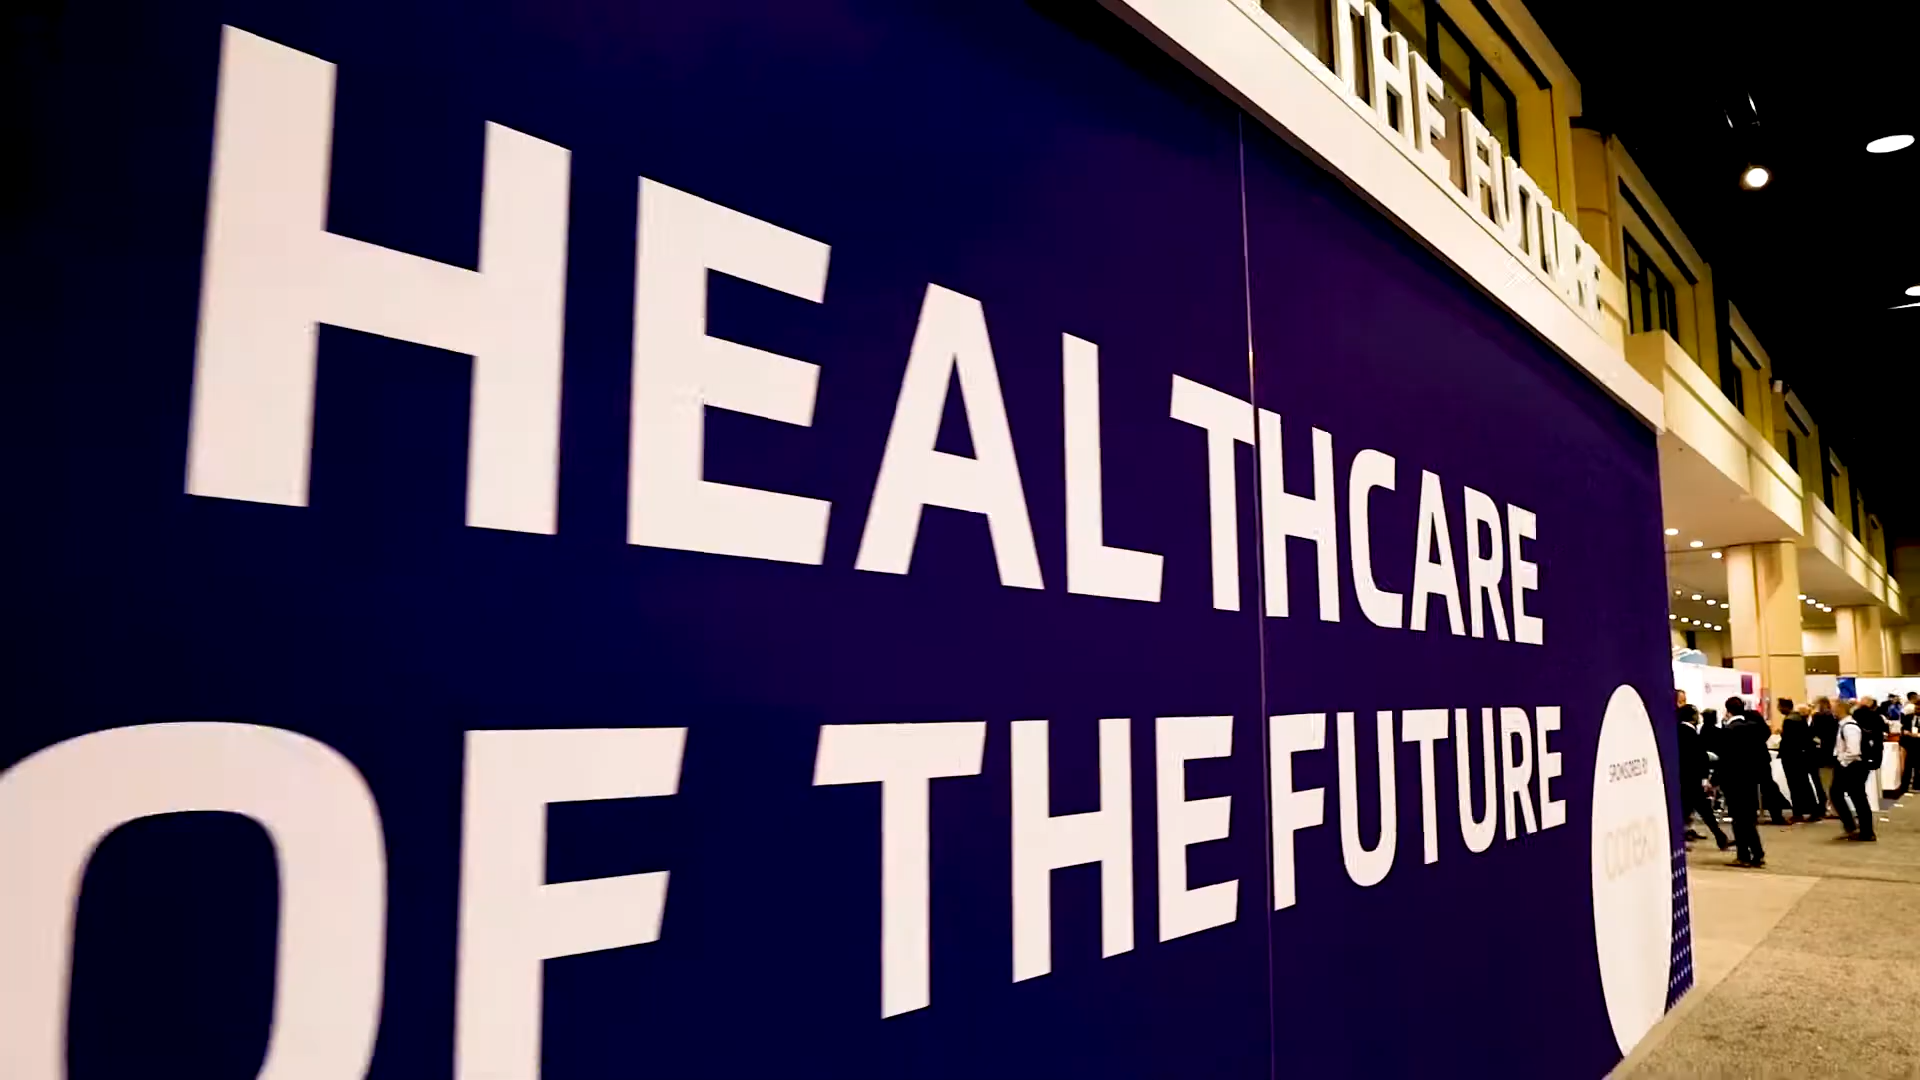 THE FUTURE
HEALTHCARE
OF THE FUTURE
SPONSORED BY